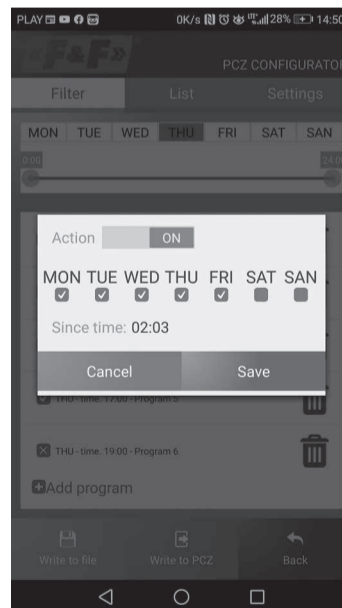 PLAY 0K/s LTE 28% 14:50
«F&F»
PCZ CONFIGURATOR
Filter List Settings
MON TUE WED THU FRI SAT SAN
0:00 24:00
Action ON
MON TUE WED THU FRI SAT SAN
Since time: 02:03
Cancel Save
THU - time. 17:00 - Program 5
THU - time. 19:00 - Program 6
Add program
Write to file Write to PCZ Back